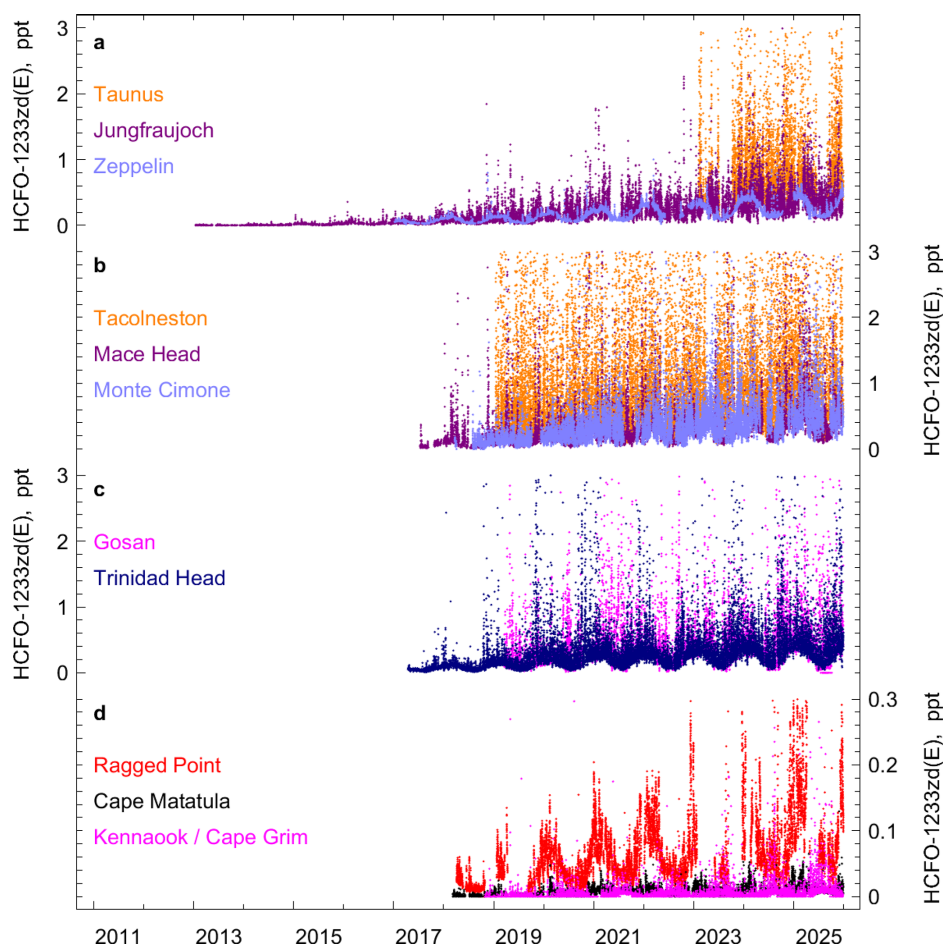 HCFO-1233zd(E), ppt
3
2
1
0
a
Taunus
Jungfraujoch
Zeppelin
b
Tacolneston
Mace Head
Monte Cimone
3
2
1
0
HCFO-1233zd(E), ppt
HCFO-1233zd(E), ppt
3
2
1
0
c
Gosan
Trinidad Head
d
Ragged Point
Cape Matatula
Kennaook / Cape Grim
0.3
0.2
0.1
0
HCFO-1233zd(E), ppt
2011 2013 2015 2017 2019 2021 2023 2025